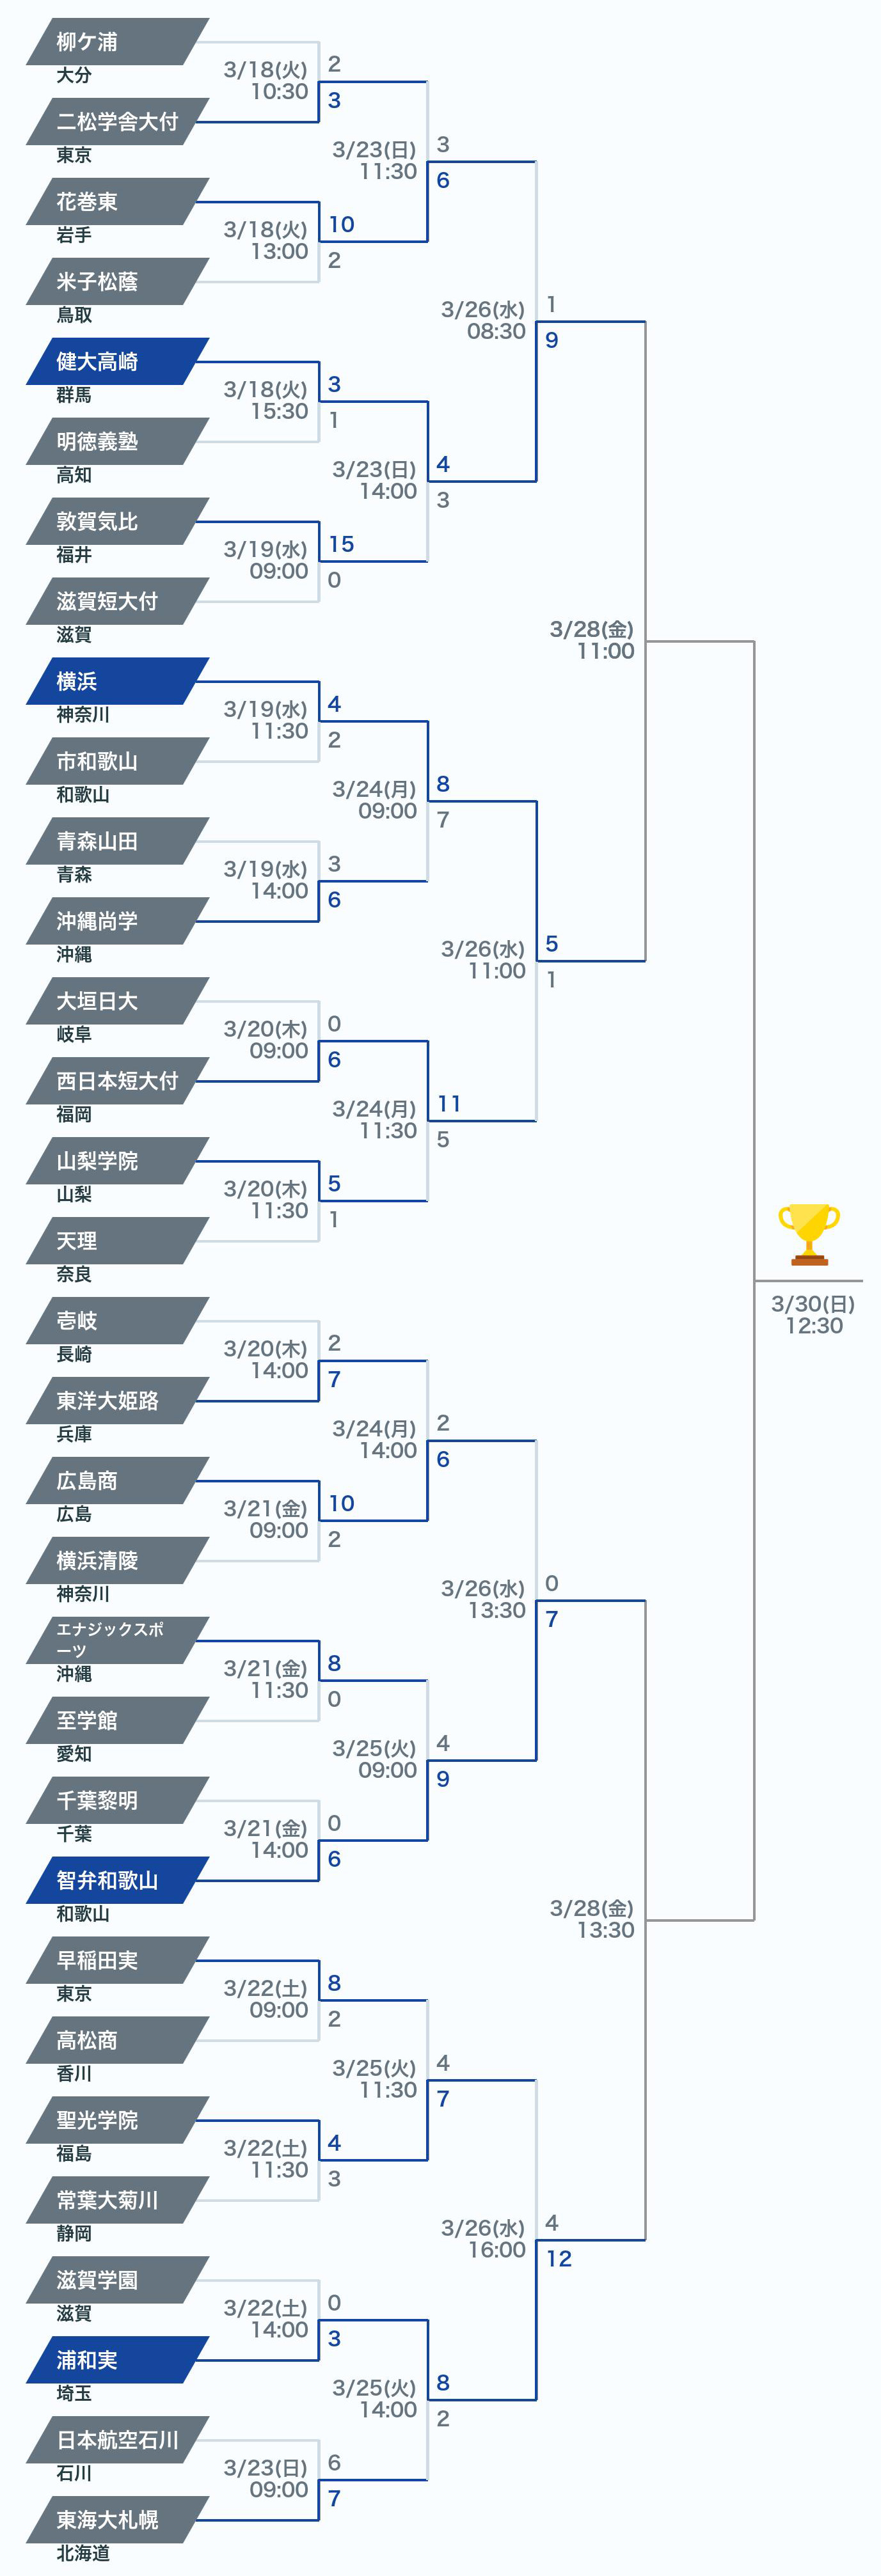 柳ケ浦
大分
3/18(火)
10:30
2
3
二松学舎大付
東京
3/23(日)
11:30
3
6
花巻東
岩手
3/18(火)
13:00
10
2
米子松蔭
鳥取
3/26(水)
08:30
1
9
健大高崎
群馬
3/18(火)
15:30
3
1
明徳義塾
高知
3/23(日)
14:00
4
3
敦賀気比
福井
3/19(水)
09:00
15
0
滋賀短大付
滋賀
3/28(金)
11:00
横浜
神奈川
3/19(水)
11:30
4
2
市和歌山
和歌山
3/24(月)
09:00
8
7
青森山田
青森
3/19(水)
14:00
3
6
沖縄尚学
沖縄
3/26(水)
11:00
5
1
大垣日大
岐阜
3/20(木)
09:00
0
6
西日本短大付
福岡
3/24(月)
11:30
11
5
山梨学院
山梨
3/20(木)
11:30
5
1
天理
奈良
3/30(日)
12:30
壱岐
長崎
3/20(木)
14:00
2
7
東洋大姫路
兵庫
3/24(月)
14:00
2
6
広島商
広島
3/21(金)
09:00
10
2
横浜清陵
神奈川
3/26(水)
13:30
0
7
エナジックスポ
ーツ
沖縄
3/21(金)
11:30
8
0
至学館
愛知
3/25(火)
09:00
4
9
千葉黎明
千葉
3/21(金)
14:00
0
6
智弁和歌山
和歌山
3/28(金)
13:30
早稲田実
東京
3/22(土)
09:00
8
2
高松商
香川
3/25(火)
11:30
4
7
聖光学院
福島
3/22(土)
11:30
4
3
常葉大菊川
静岡
3/26(水)
16:00
4
12
滋賀学園
滋賀
3/22(土)
14:00
0
3
浦和実
埼玉
3/25(火)
14:00
8
2
日本航空石川
石川
3/23(日)
09:00
6
7
東海大札幌
北海道